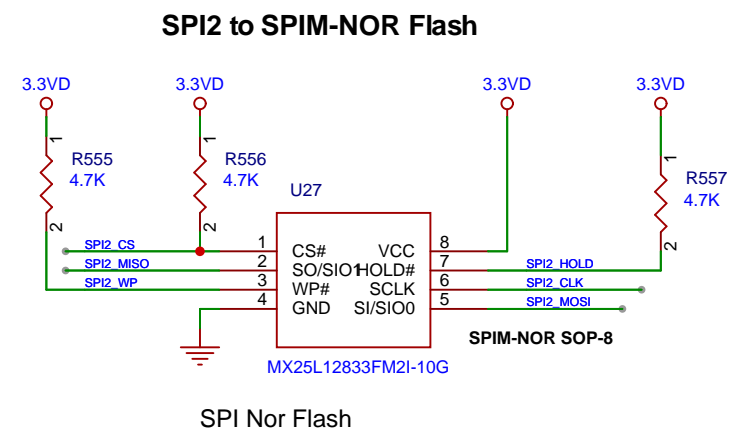 SPI2 to SPIM-NOR Flash
3.3VD 3.3VD 3.3VD 3.3VD
1 1 1
R555 R556 R557
4.7K 4.7K 4.7K
2 2 2
U27
SPI2_CS 1 CS# VCC 8
SPI2_MISO 2 SO/SIO1 HOLD# 7 SPI2_HOLD
SPI2_WP 3 WP# SCLK 6 SPI2_CLK
4 GND SI/SIO0 5 SPI2_MOSI
SPIM-NOR SOP-8
MX25L12833FM2I-10G
SPI Nor Flash